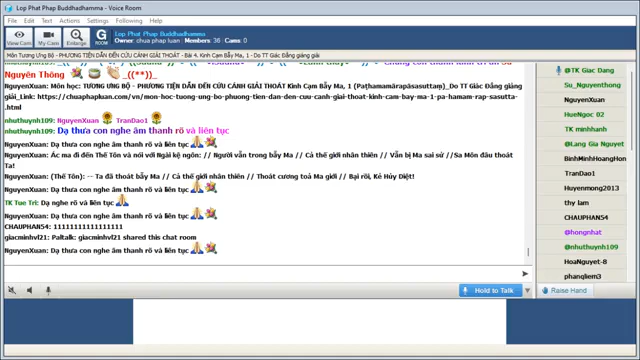 Lop Phat Phap Buddhadhamma - Voice Room
File Edit Text Actions Settings Following Help
View Cam
My Cam
Enlarge
G
ROOM
Lop Phat Phap Buddhadhamma
Owner: chua phap luan Members: 36 Cams: 0
Môn Tương Ưng Bộ - PHƯƠNG TIỆN DẪN ĐẾN CỨU CÁNH GIẢI THOÁT - Bài 4. Kinh Cạm Bẫy Ma, 1 - Do TT Giác Đẳng giảng giải
Nguyên Thông _((**)_
NguyenXuan: Môn học: TƯƠNG ƯNG BỘ - PHƯƠNG TIỆN DẪN ĐẾN CỨU CÁNH GIẢI THOÁT Kinh Cạm Bẫy Ma, 1 (Paṭhamamārapāsasuttaṃ) - Do TT Giác Đẳng
giảng giải_Link: https://chuaphapluan.com/vn/mon-hoc-tuong-ung-bo-phuong-tien-dan-den-cuu-canh-giai-thoat-kinh-cam-bay-ma-1-pa-hamam-rap-sasutta-
.html
nhuthuynh109: NguyenXuan TranDao1
nhuthuynh109: Dạ thưa con nghe âm thanh rõ và liên tục
NguyenXuan: Dạ thưa con nghe âm thanh rõ và liên tục
NguyenXuan: Ác ma đi đến Thế Tôn và nói với Ngài kệ ngôn: // Người vẫn trong bẫy Ma // Cả thế giới nhân thiên // Vẫn bị Ma sai sử // Sa Môn đâu thoát
Ta!
NguyenXuan: (Thế Tôn): -- Ta đã thoát bẫy Ma // Cả thế giới nhân thiên // Thoát cương toả Ma giới // Bại rồi, Kẻ Hủy Diệt!
NguyenXuan: Dạ thưa con nghe âm thanh rõ và liên tục
TK Tue Tri: Dạ nghe rõ và liên tục
NguyenXuan: Dạ thưa con nghe âm thanh rõ và liên tục
CHAUPHAN54: 11111111111111111
giacminhvl21: Paltalk: giacminhvl21 shared this chat room
NguyenXuan: Dạ thưa con nghe âm thanh rõ và liên tục
Hold to Talk
@TK Giac Dang
Su_Nguyenthong
NguyenXuan
HueNgoc 02
TK minhhanh
@Lang Gia Nguyet
BinhMinhHoangHon
TranDao1
Huyenmong2013
thy lam
CHAUPHAN54
@hongnhat
@nhuthuynh109
HoaNguyet-8
phanqliem3
Raise Hand